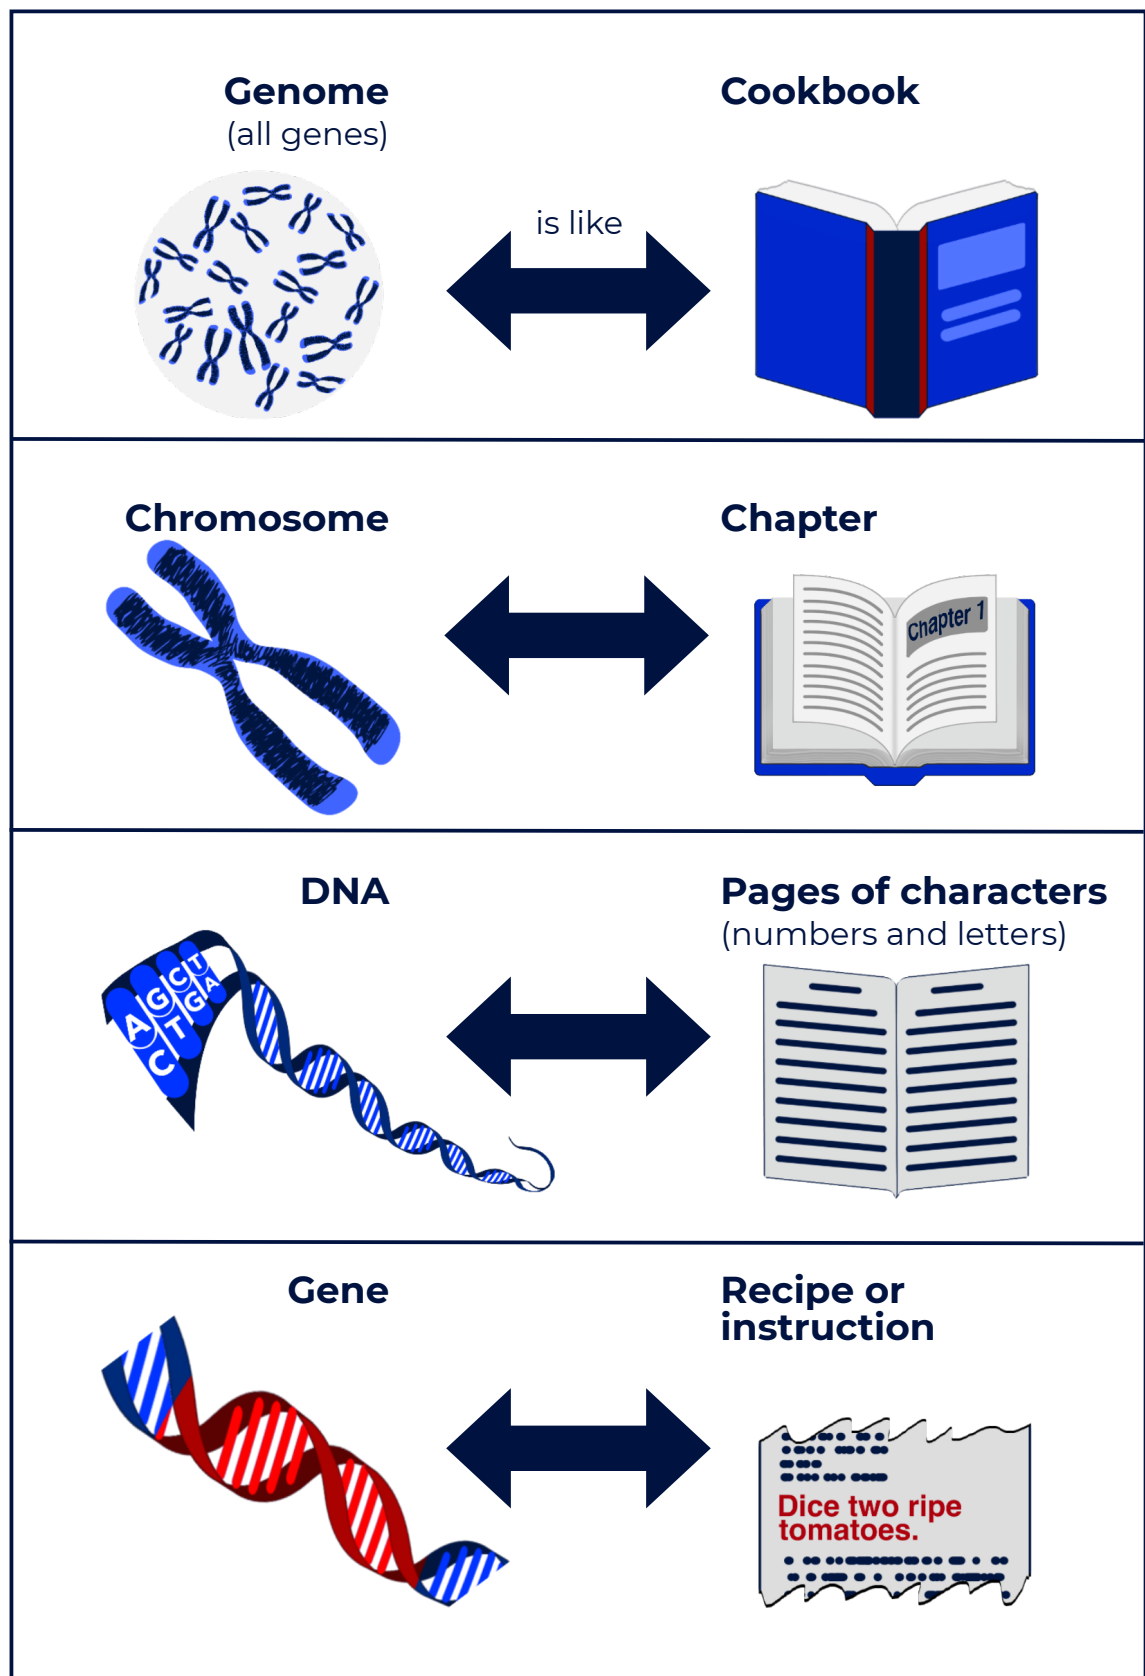 Genome
(all genes)
Cookbook
is like
Chromosome
Chapter
Chapter 1
DNA
Pages of characters
(numbers and letters)
A G C T
C T G A
Gene
Recipe or
instruction
Dice two ripe
tomatoes.